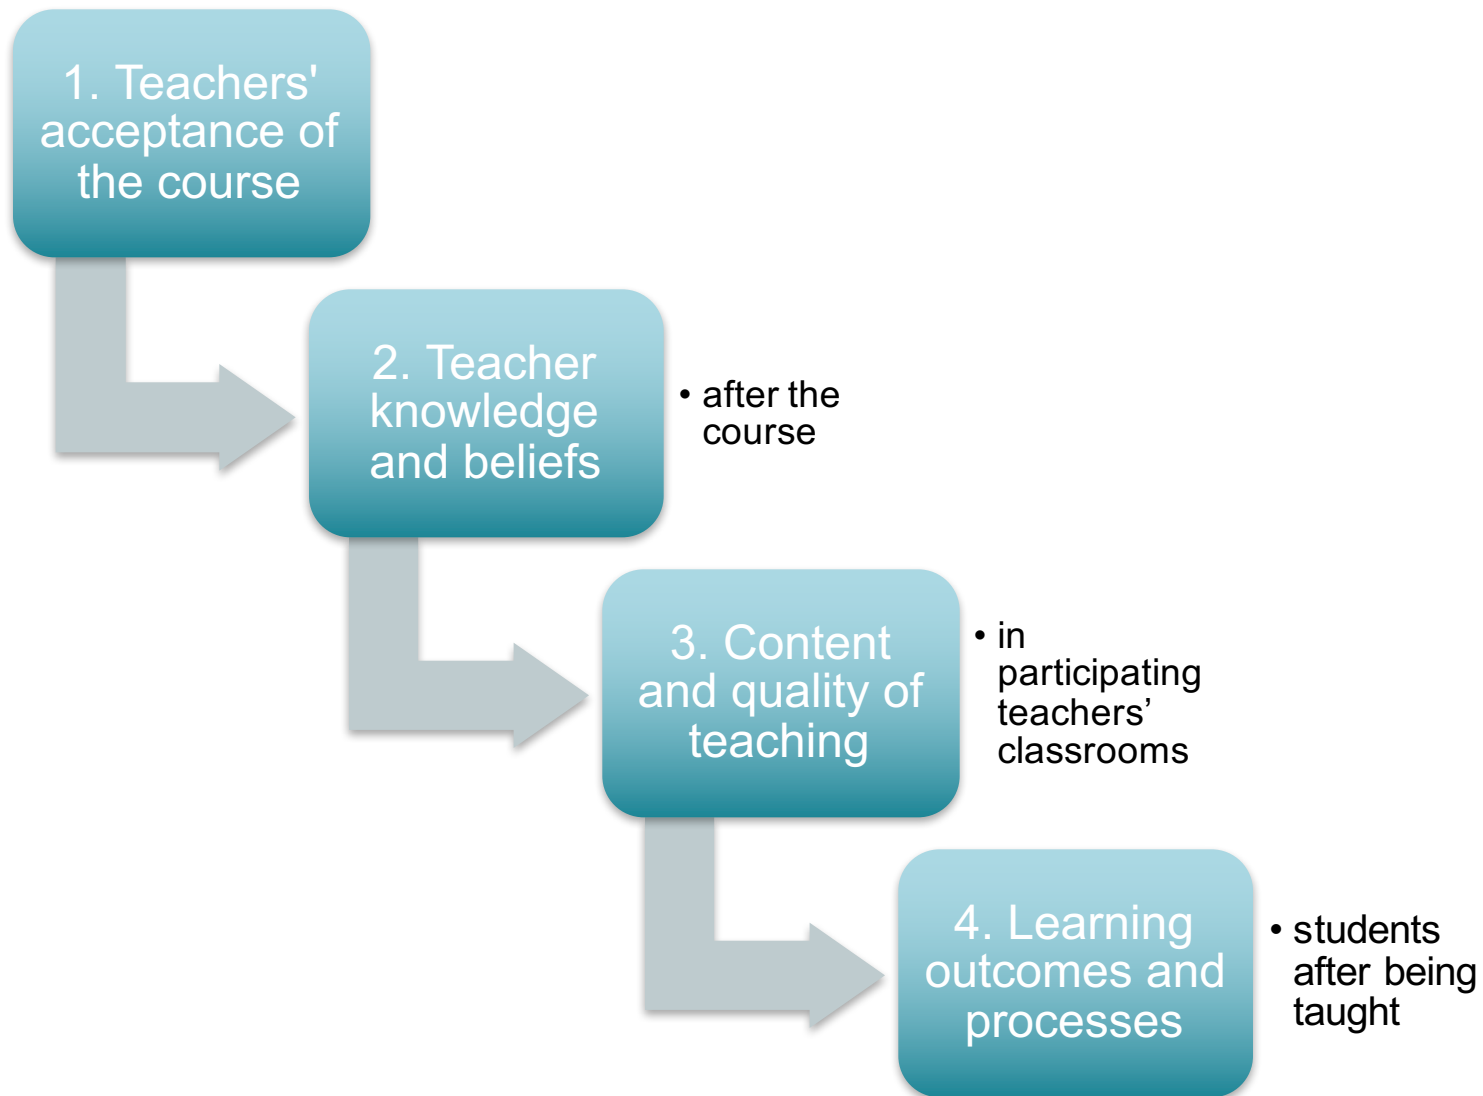 1. Teachers'
acceptance of
the course
2. Teacher
knowledge
and beliefs
• after the
course
3. Content
and quality of
teaching
• in
participating
teachers’
classrooms
4. Learning
outcomes and
processes
• students
after being
taught